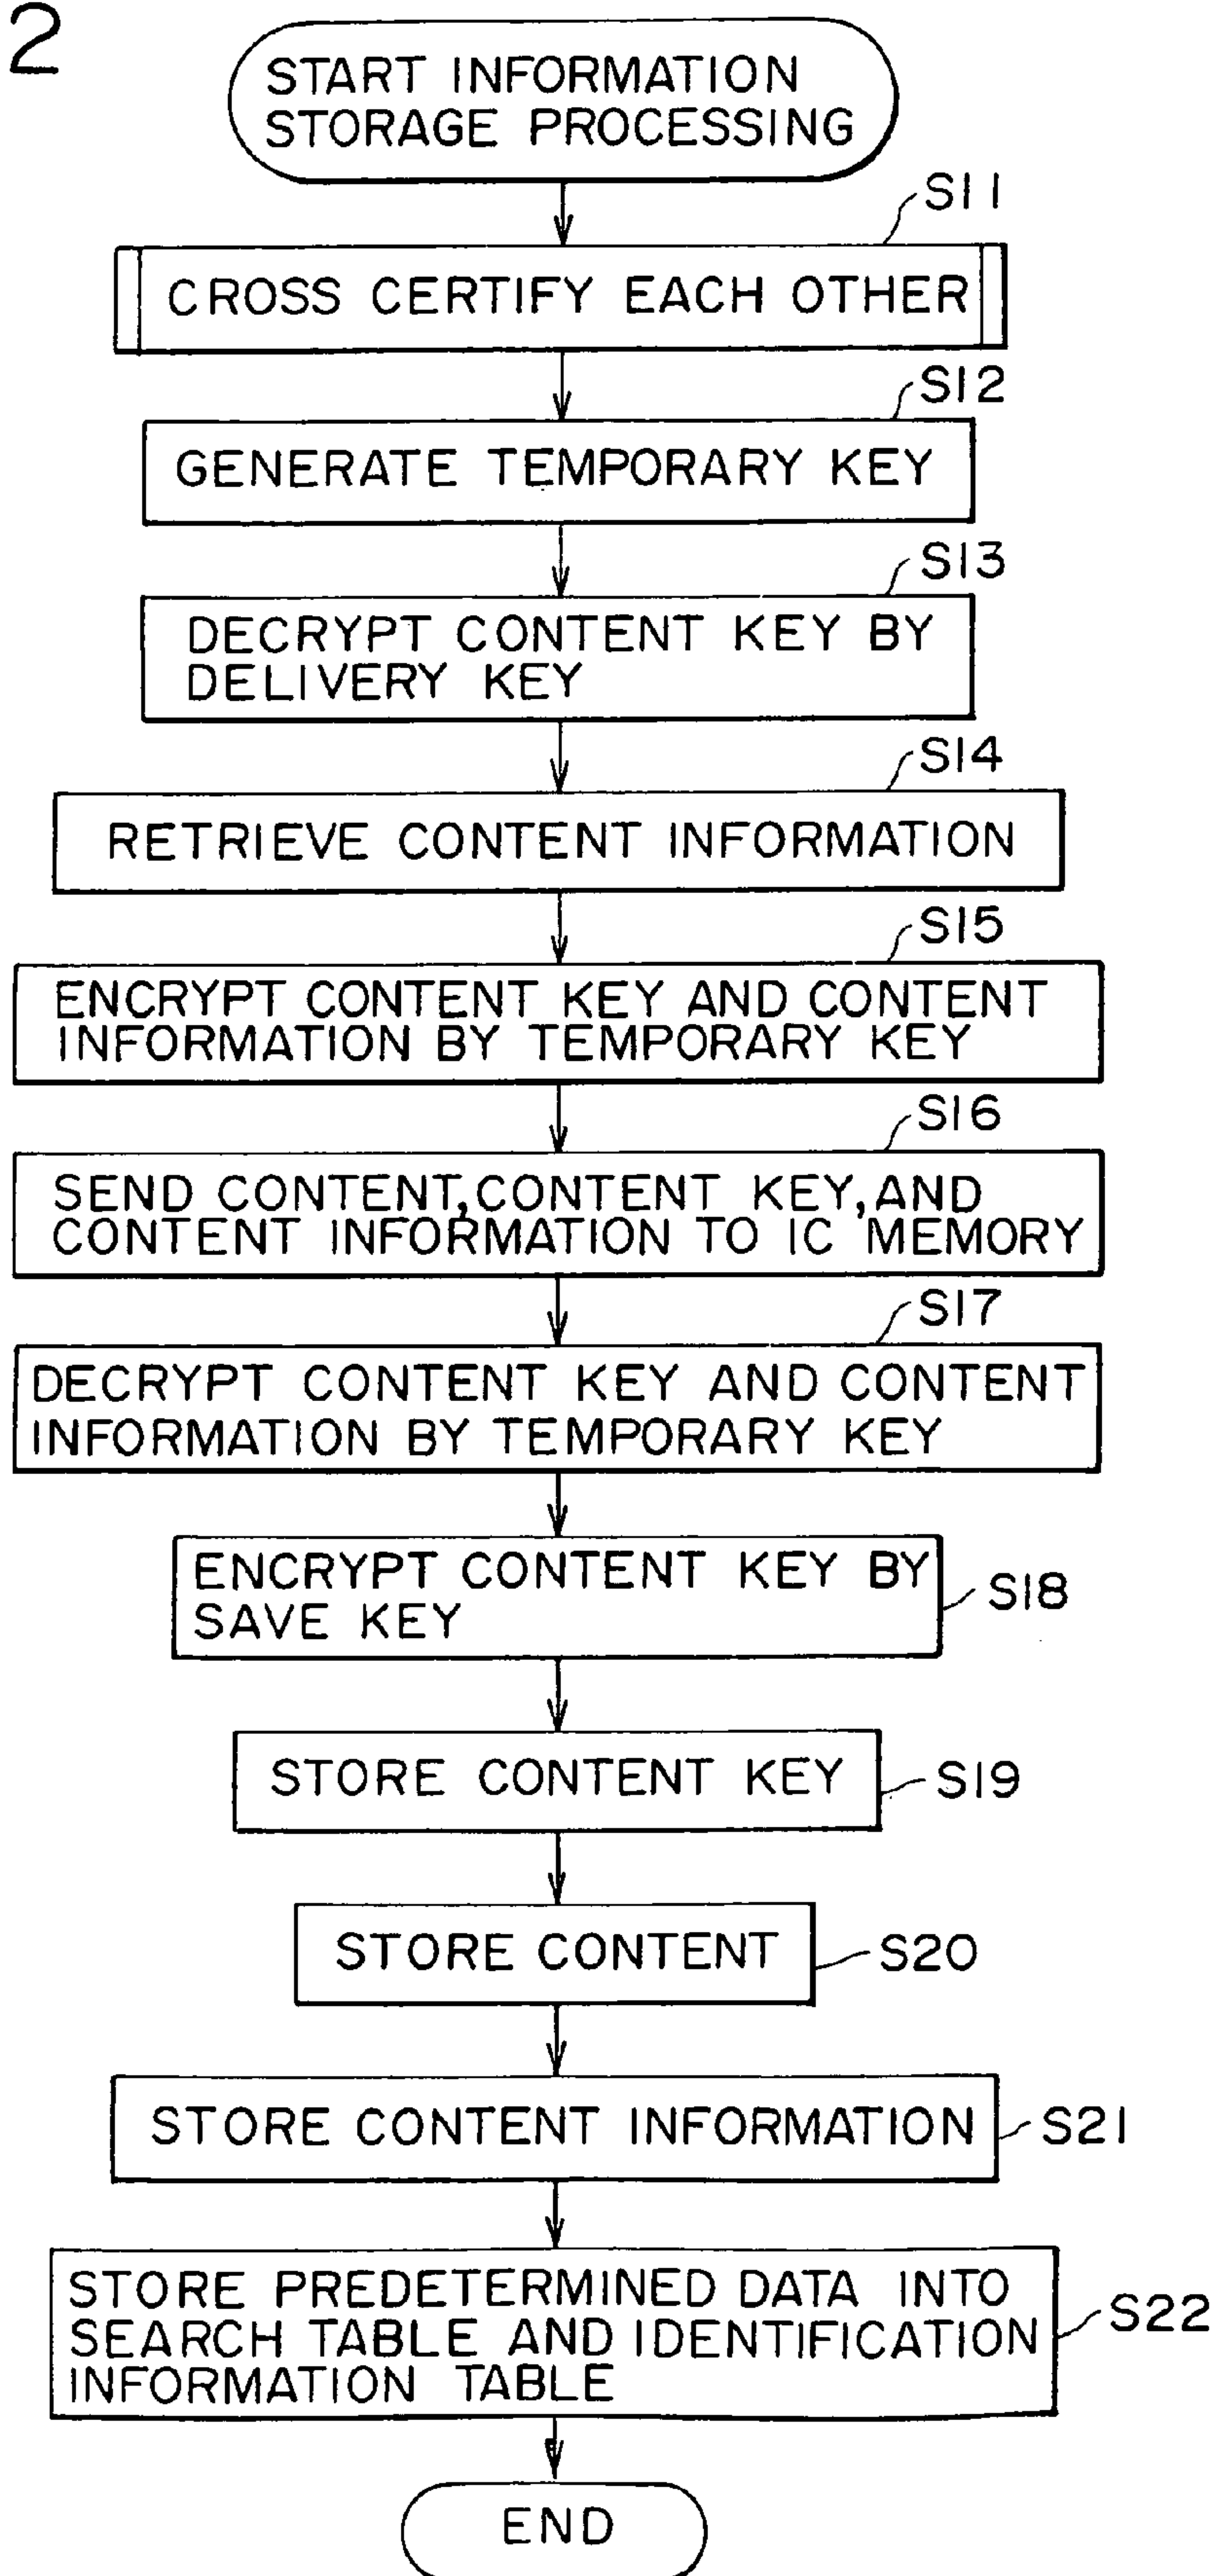 2
START INFORMATION
STORAGE PROCESSING
S11
CROSS CERTIFY EACH OTHER
S12
GENERATE TEMPORARY KEY
S13
DECRYPT CONTENT KEY BY
DELIVERY KEY
S14
RETRIEVE CONTENT INFORMATION
S15
ENCRYPT CONTENT KEY AND CONTENT
INFORMATION BY TEMPORARY KEY
S16
SEND CONTENT, CONTENT KEY, AND
CONTENT INFORMATION TO IC MEMORY
S17
DECRYPT CONTENT KEY AND CONTENT
INFORMATION BY TEMPORARY KEY
ENCRYPT CONTENT KEY BY
SAVE KEY
S18
STORE CONTENT KEY
S19
STORE CONTENT
S20
STORE CONTENT INFORMATION
S21
STORE PREDETERMINED DATA INTO
SEARCH TABLE AND IDENTIFICATION
INFORMATION TABLE
S22
END